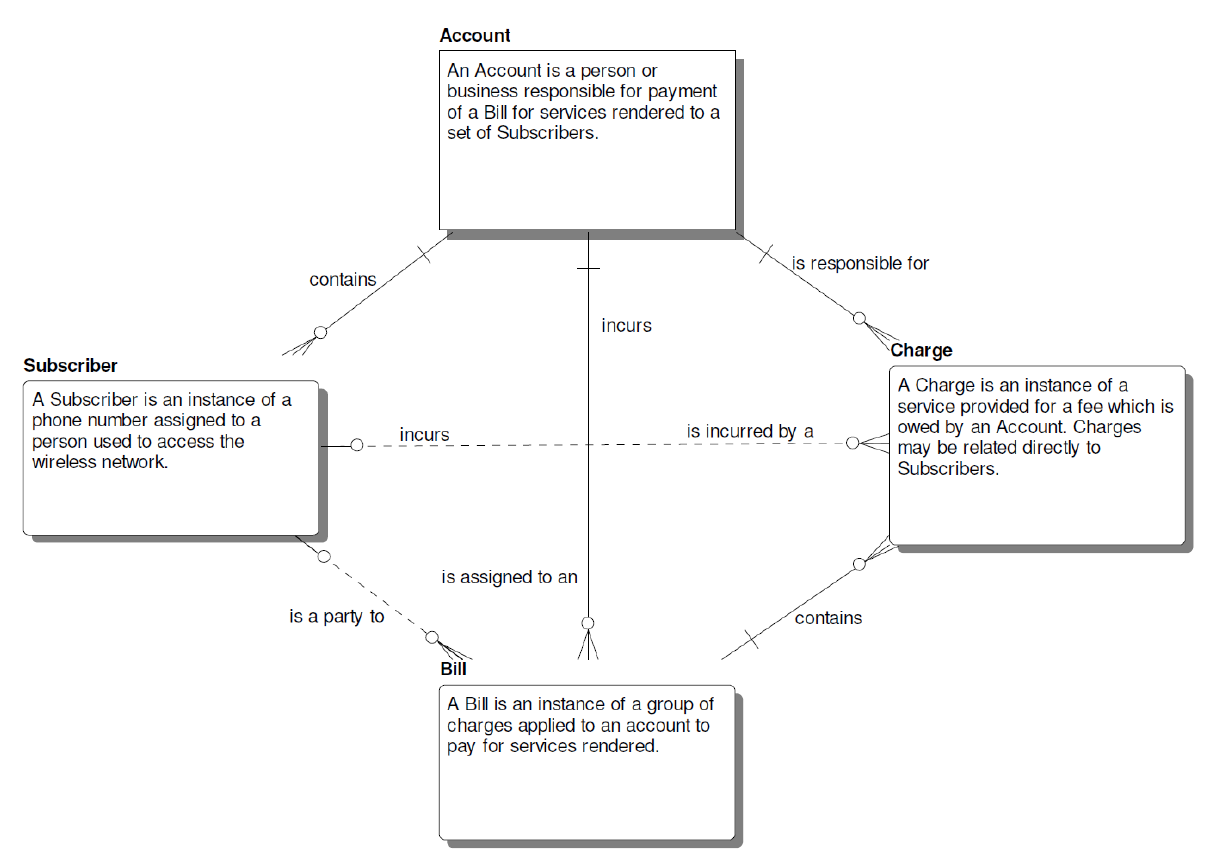 Account
An Account is a person or
business responsible for payment
of a Bill for services rendered to a
set of Subscribers.
contains
is responsible for
incurs
Subscriber
A Subscriber is an instance of a
phone number assigned to a
person used to access the
wireless network.
Charge
A Charge is an instance of a
service provided for a fee which is
owed by an Account. Charges
may be related directly to
Subscribers.
incurs
is incurred by a
is assigned to an
is a party to
contains
Bill
A Bill is an instance of a group of
charges applied to an account to
pay for services rendered.